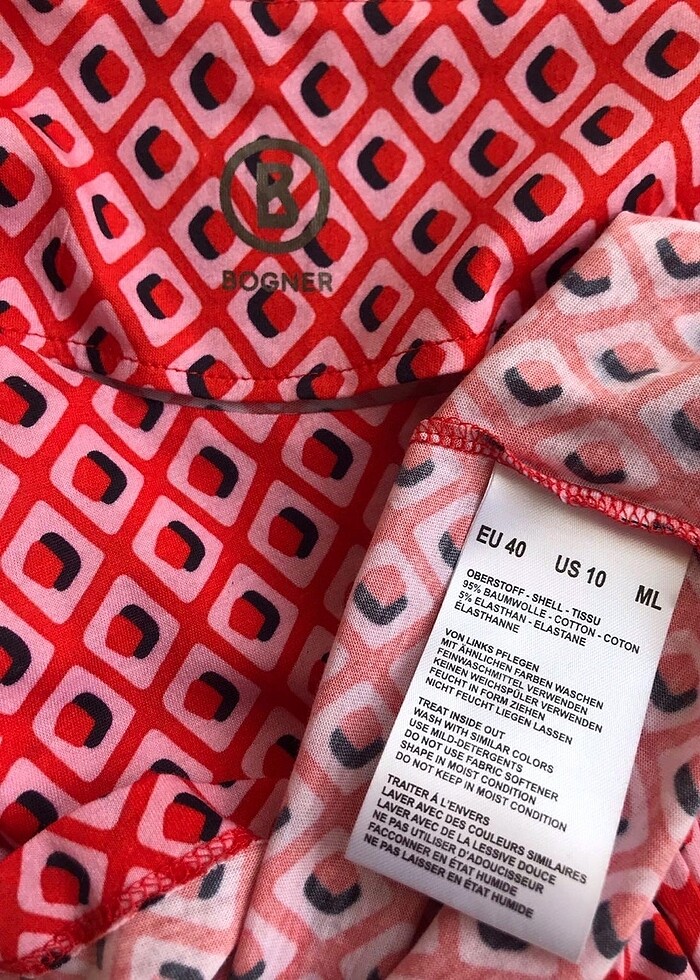 B
BOGNER
EU 40 US 10 ML
OBERSTOFF - SHELL - TISSU
95% BAUMWOLLE - COTTON - COTON
5% ELASTHAN - ELASTANE
ÉLASTHANNE
VON LINKS PFLEGEN
MIT ÄHNLICHEN FARBEN WASCHEN
FEINWASCHMITTEL VERWENDEN
KEINEN WEICHSPÜLER VERWENDEN
FEUCHT IN FORM ZIEHEN
NICHT FEUCHT LIEGEN LASSEN
TREAT INSIDE OUT
WASH WITH SIMILAR COLORS
USE MILD-DETERGENTS
DO NOT USE FABRIC SOFTENER
SHAPE IN MOIST CONDITION
DO NOT KEEP IN MOIST CONDITION
TRAITER Á L'ENVERS
LAVER AVEC DES COULEURS SIMILAIRES
LAVER AVEC DE LA LESSIVE DOUCE
NE PAS UTILISER D'ADOUCISSEUR
FACCONNER EN ÉTAT HUMIDE
NE PAS LAISSER EN ÉTAT HUMIDE